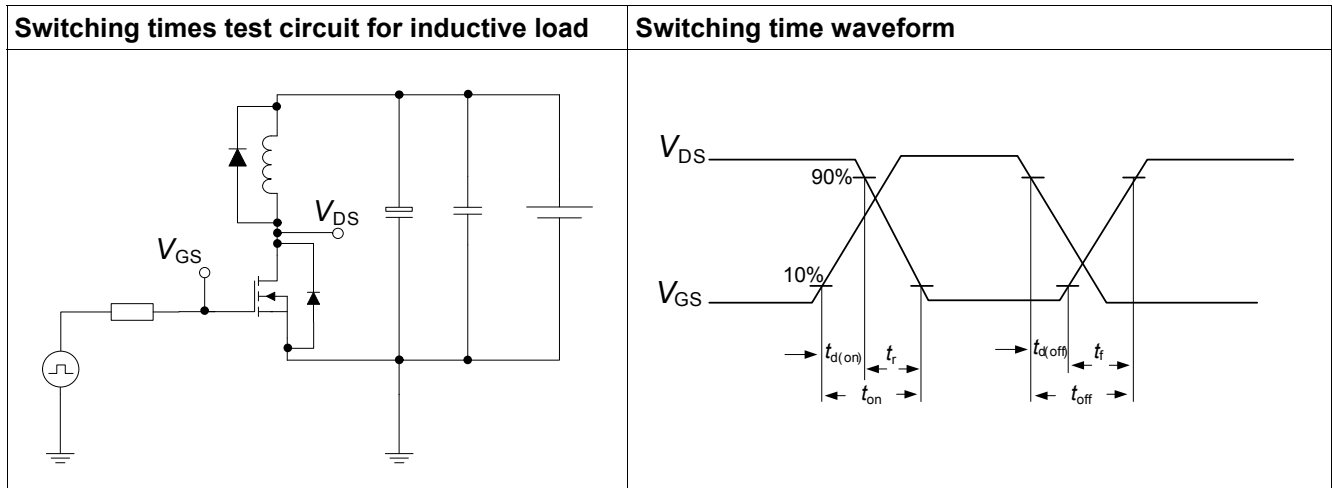 Switching times test circuit for inductive load
Switching time waveform
VDS
VGS
VDS
90%
10%
VGS
td(on)
tr
ton
td(off)
tf
toff